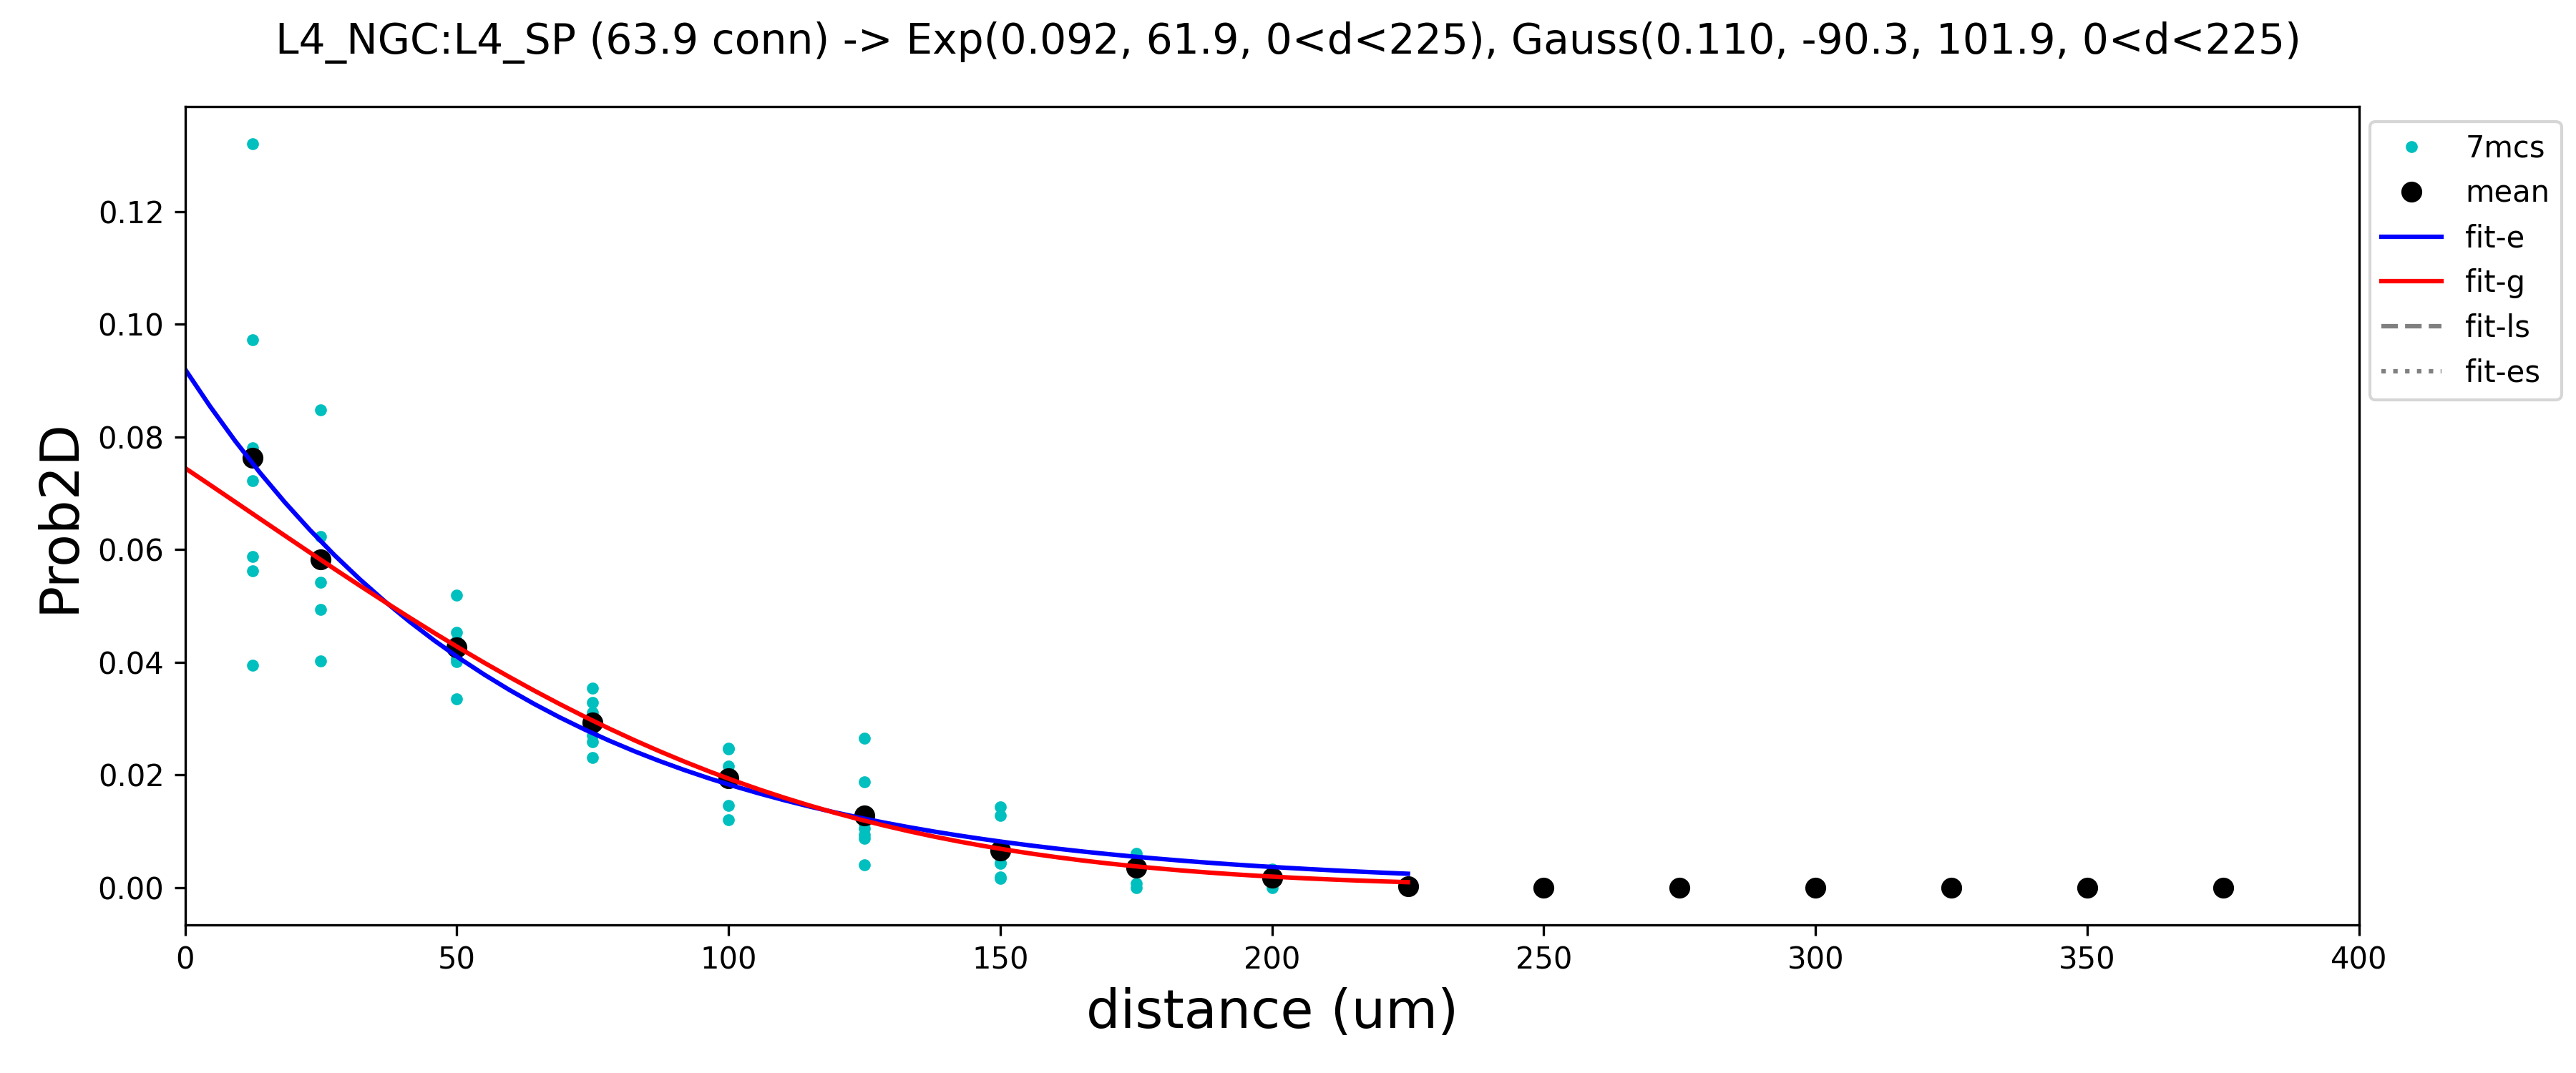 L4_NGC:L4_SP (63.9 conn) -> Exp(0.092, 61.9, 0<d<225), Gauss(0.110, -90.3, 101.9, 0<d<225)
Prob2D
0.12
0.10
0.08
0.06
0.04
0.02
0.00
0 50 100 150 200 250 300 350 400
distance (um)
7mcs
mean
fit-e
fit-g
fit-ls
fit-es